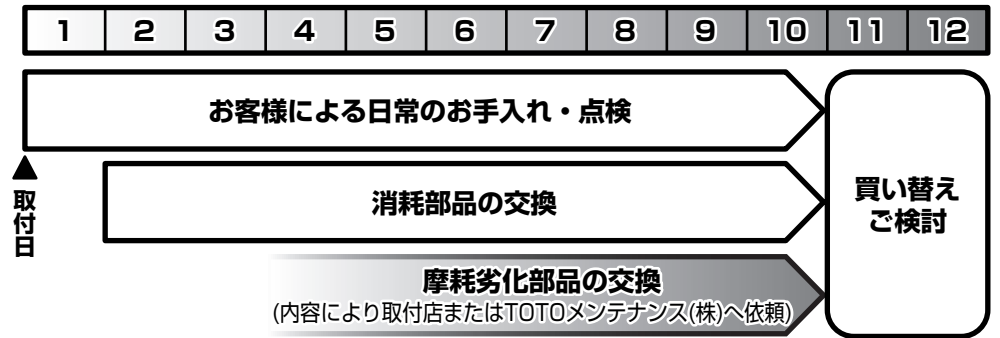 1 2 3 4 5 6 7 8 9 10 11 12
お客様による日常のお手入れ・点検
▲
取付日
消耗部品の交換
買い替え
ご検討
摩耗劣化部品の交換
(内容により取付店またはTOTOメンテナンス(株)へ依頼)